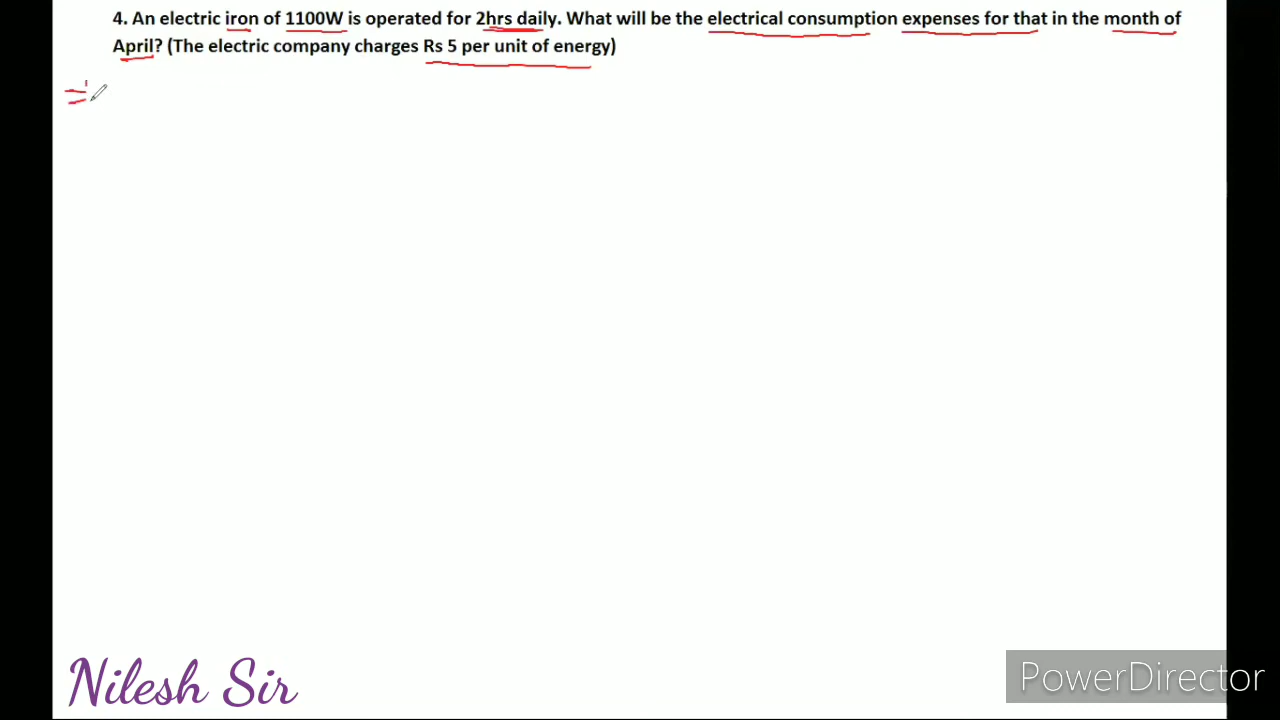 4. An electric iron of 1100W is operated for 2hrs daily. What will be the electrical consumption expenses for that in the month of
April? (The electric company charges Rs 5 per unit of energy)
Nilesh Sir
PowerDirector